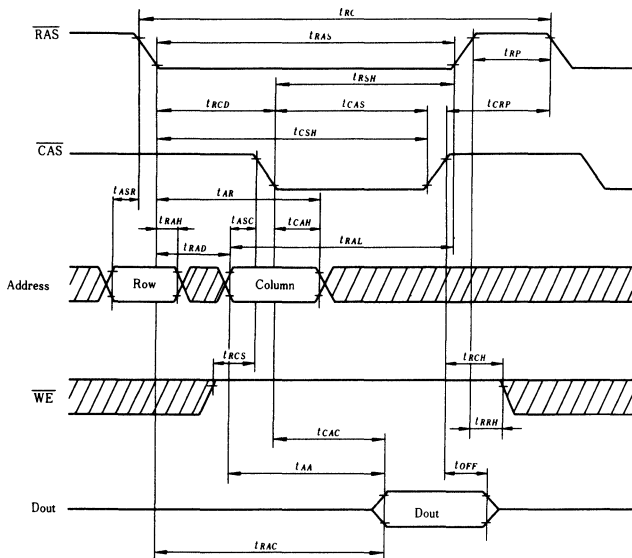 tRC
RAS
tRAS
tRP
tRSH
tRCD
tCAS
tCRP
tCSH
CAS
tASR
tAR
tRAH
tASC
tCAH
tRAD
tRAL
Address
Row
Column
tRCS
tRCH
WE
tRRH
tCAC
tAA
tOFF
Dout
Dout
tRAC